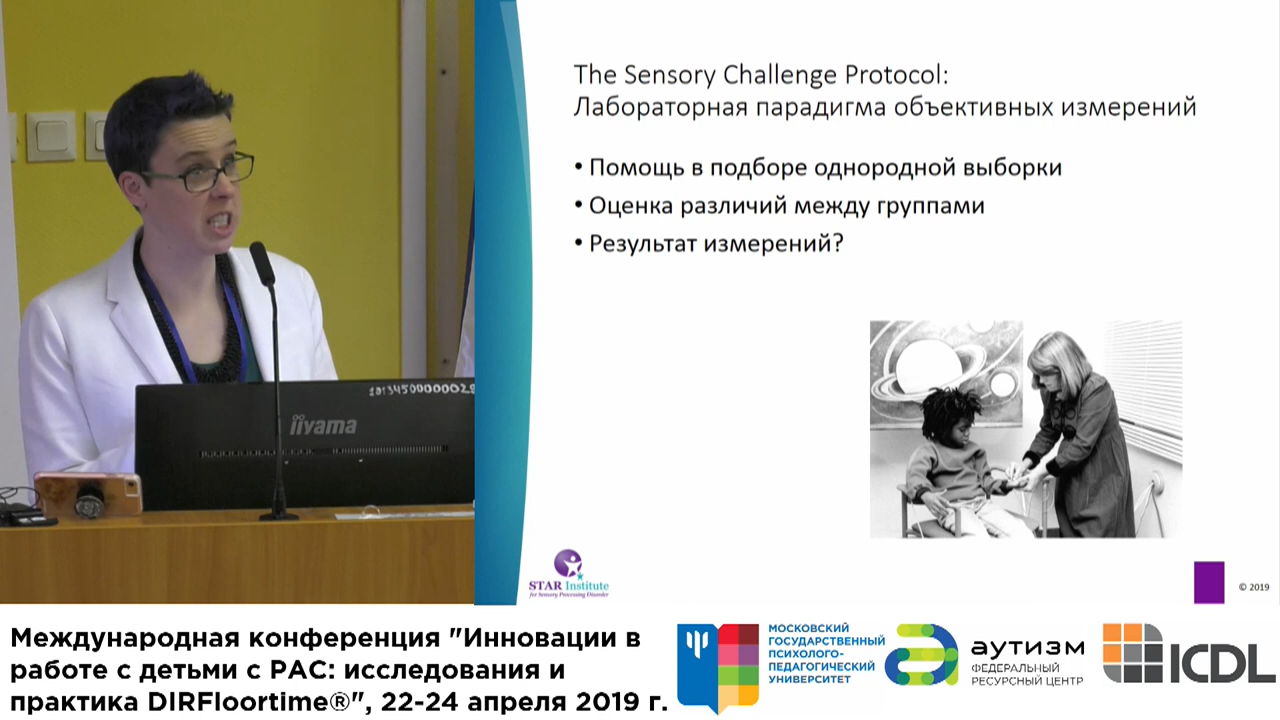 The Sensory Challenge Protocol:
Лабораторная парадигма объективных измерений
• Помощь в подборе однородной выборки
• Оценка различий между группами
• Результат измерений?
iiyama
STAR Institute
for Sensory Processing Disorder
© 2019
Международная конференция "Инновации в
работе с детьми с РАС: исследования и
практика DIRFloortime®", 22-24 апреля 2019 г.
МОСКОВСКИЙ
ГОСУДАРСТВЕННЫЙ
ПСИХОЛОГО-
ПЕДАГОГИЧЕСКИЙ
УНИВЕРСИТЕТ
аутизм
ФЕДЕРАЛЬНЫЙ
РЕСУРСНЫЙ ЦЕНТР
ICDL